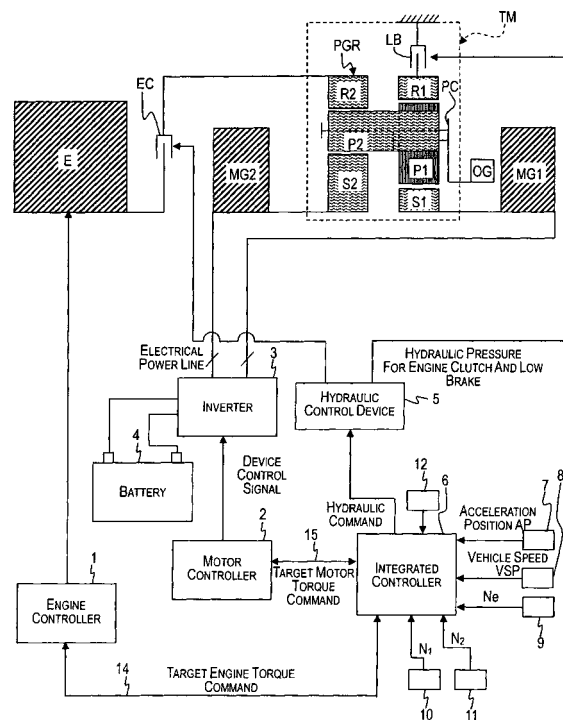 TM
LB
PGR
EC
R2
R1
PC
E
MG2
P2
P1
OG
MG1
S2
S1
ELECTRICAL
POWER LINE
3
HYDRAULIC PRESSURE
FOR ENGINE CLUTCH AND LOW
BRAKE
INVERTER
HYDRAULIC
CONTROL DEVICE
5
4
BATTERY
DEVICE
CONTROL
SIGNAL
HYDRAULIC
COMMAND
12
6
ACCELERATION
POSITION AP
7
8
2
15
MOTOR
CONTROLLER
TARGET MOTOR
TORQUE
COMMAND
INTEGRATED
CONTROLLER
VEHICLE SPEED
VSP
1
ENGINE
CONTROLLER
Ne
9
N1
N2
14
TARGET ENGINE TORQUE
COMMAND
10
11